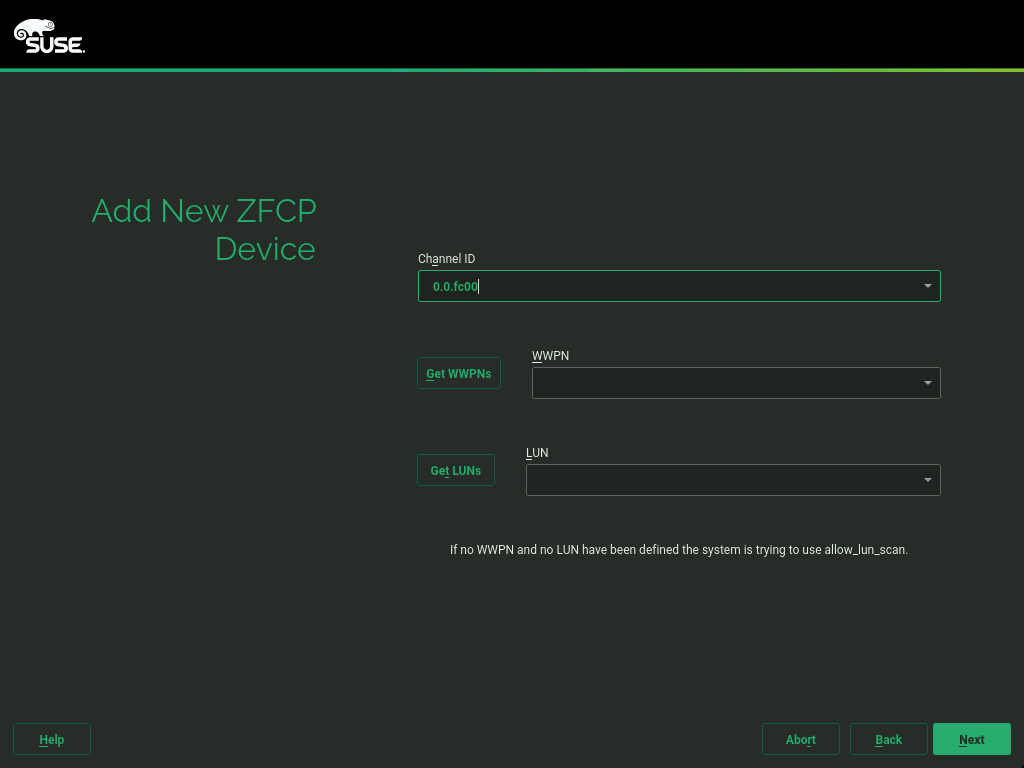 SUSE
Add New ZFCP
Device
Channel ID
0.0.fc00
WWPN
Get WWPNs
LUN
Get LUNs
If no WWPN and no LUN have been defined the system is trying to use allow_lun_scan.
Help
Abort
Back
Next